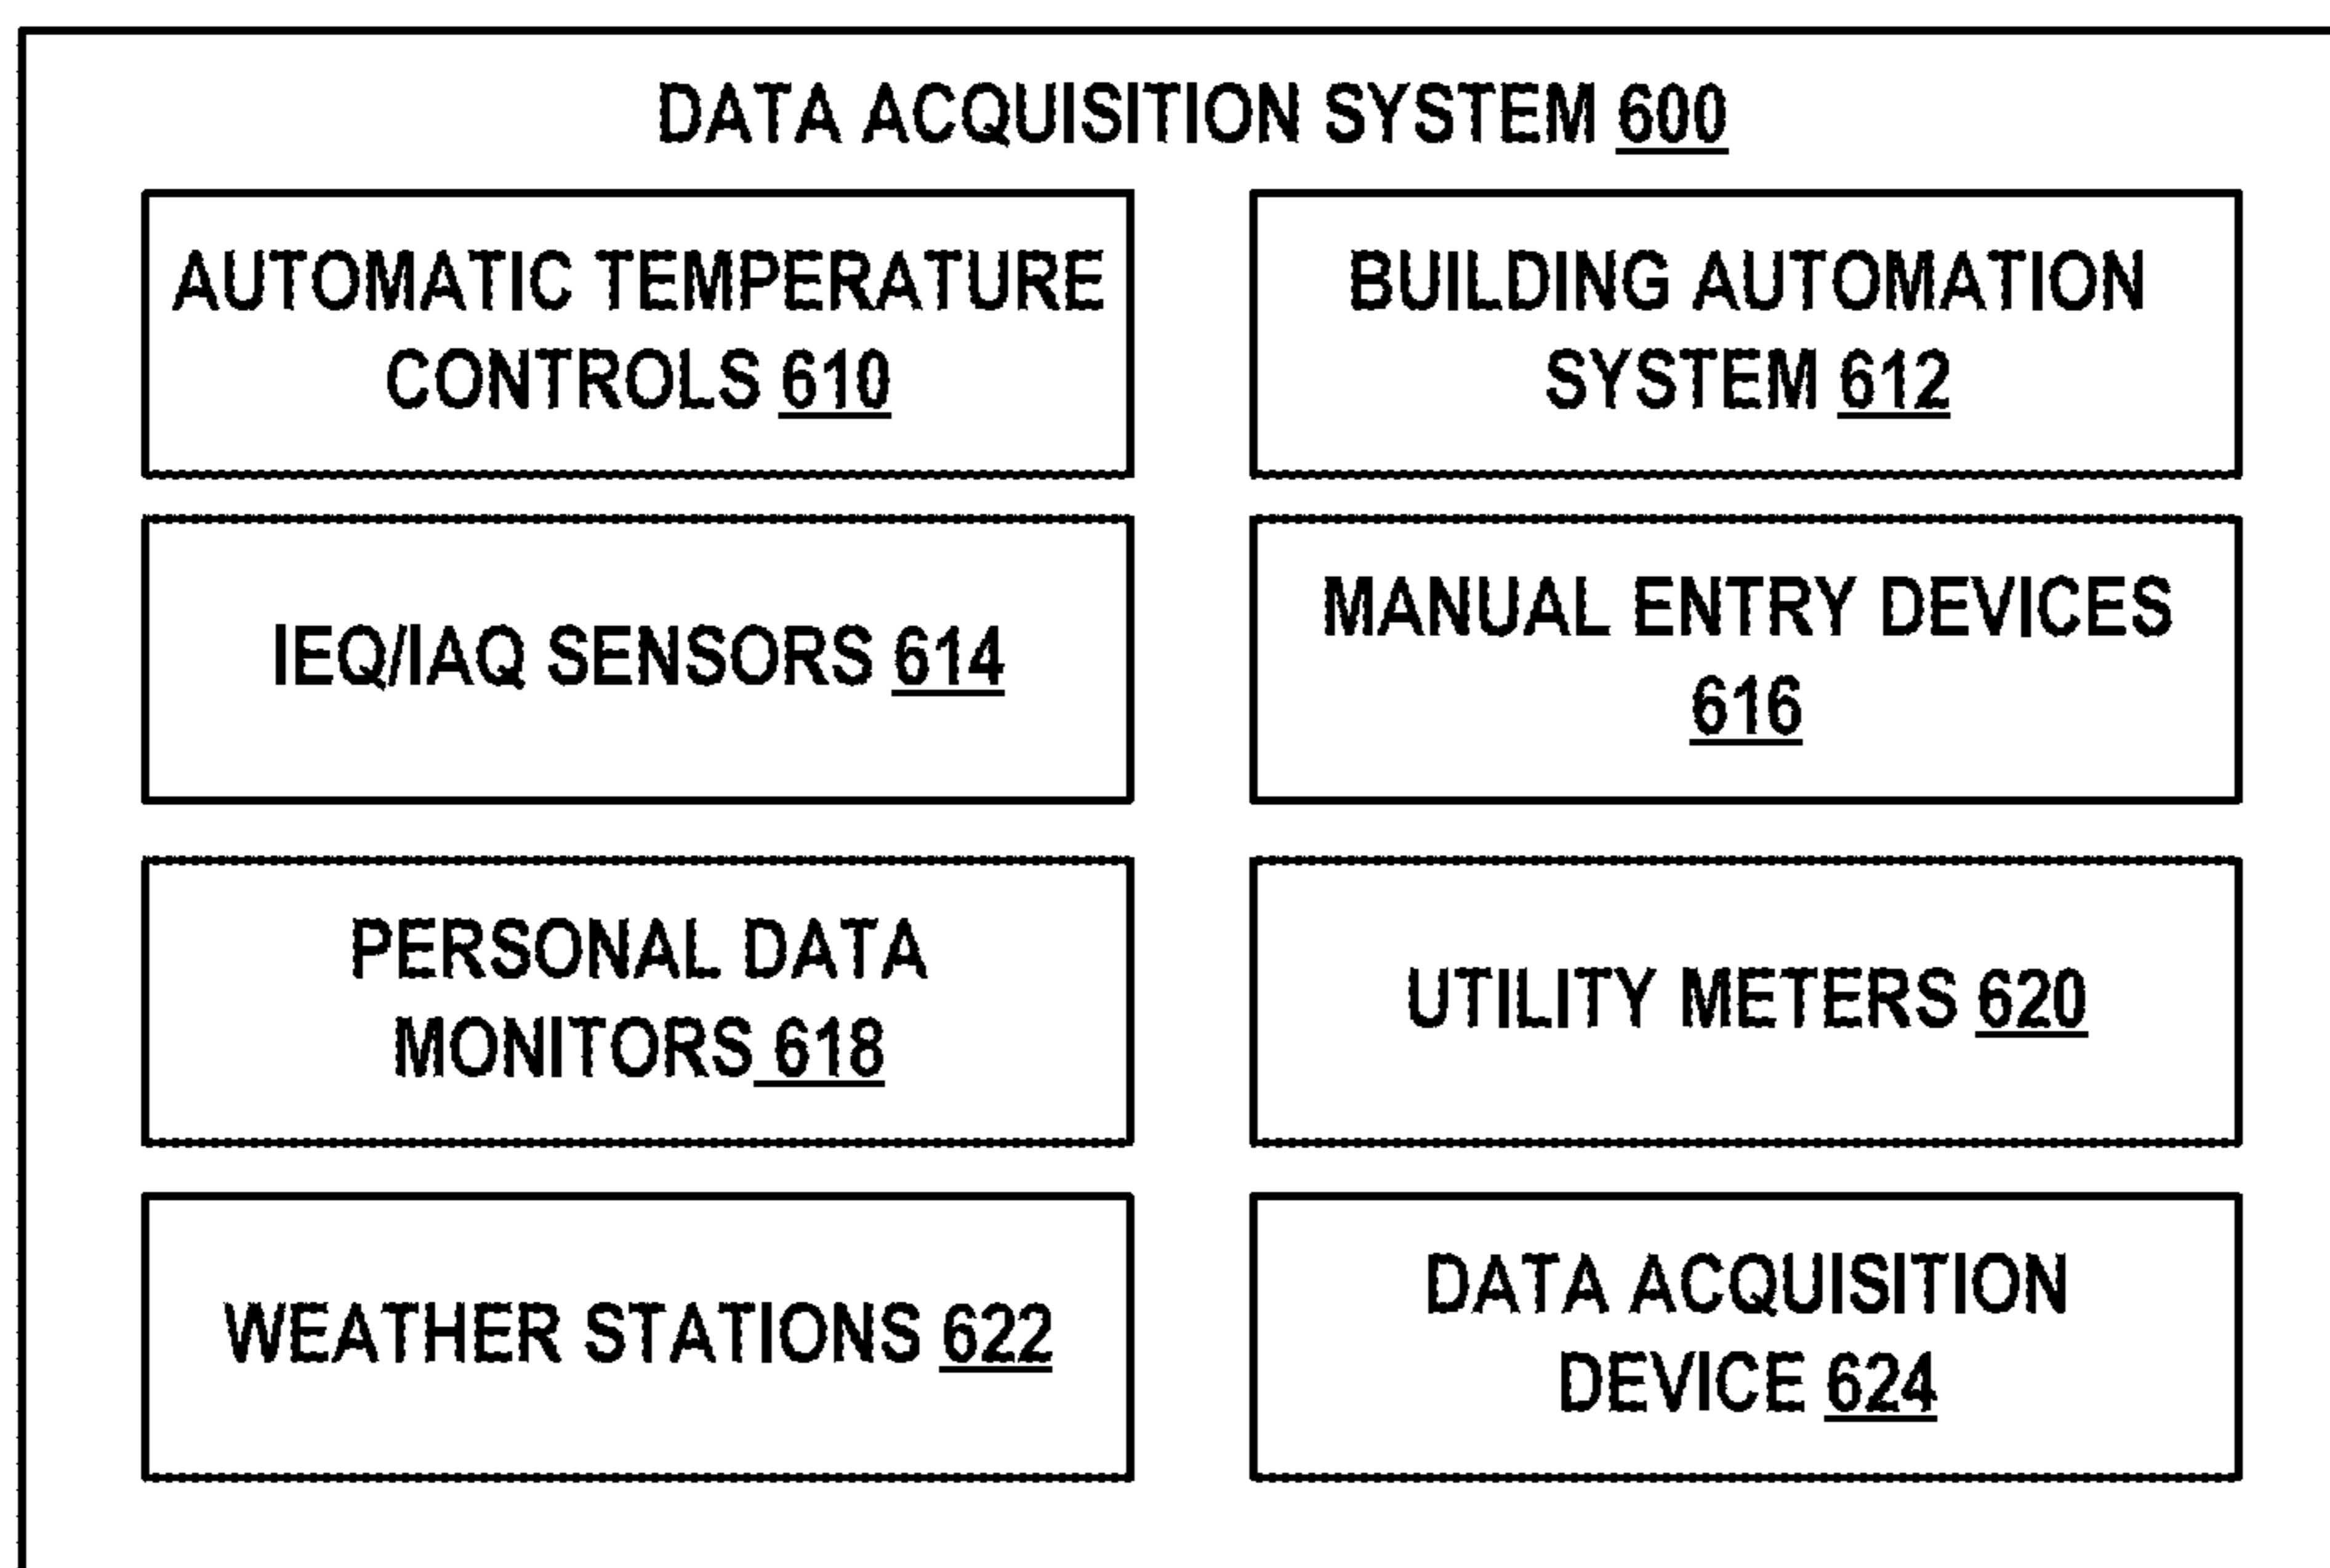 DATA ACQUISITION SYSTEM 600
AUTOMATIC TEMPERATURE
CONTROLS 610
BUILDING AUTOMATION
SYSTEM 612
IEQ/IAQ SENSORS 614
MANUAL ENTRY DEVICES
616
PERSONAL DATA
MONITORS 618
UTILITY METERS 620
WEATHER STATIONS 622
DATA ACQUISITION
DEVICE 624